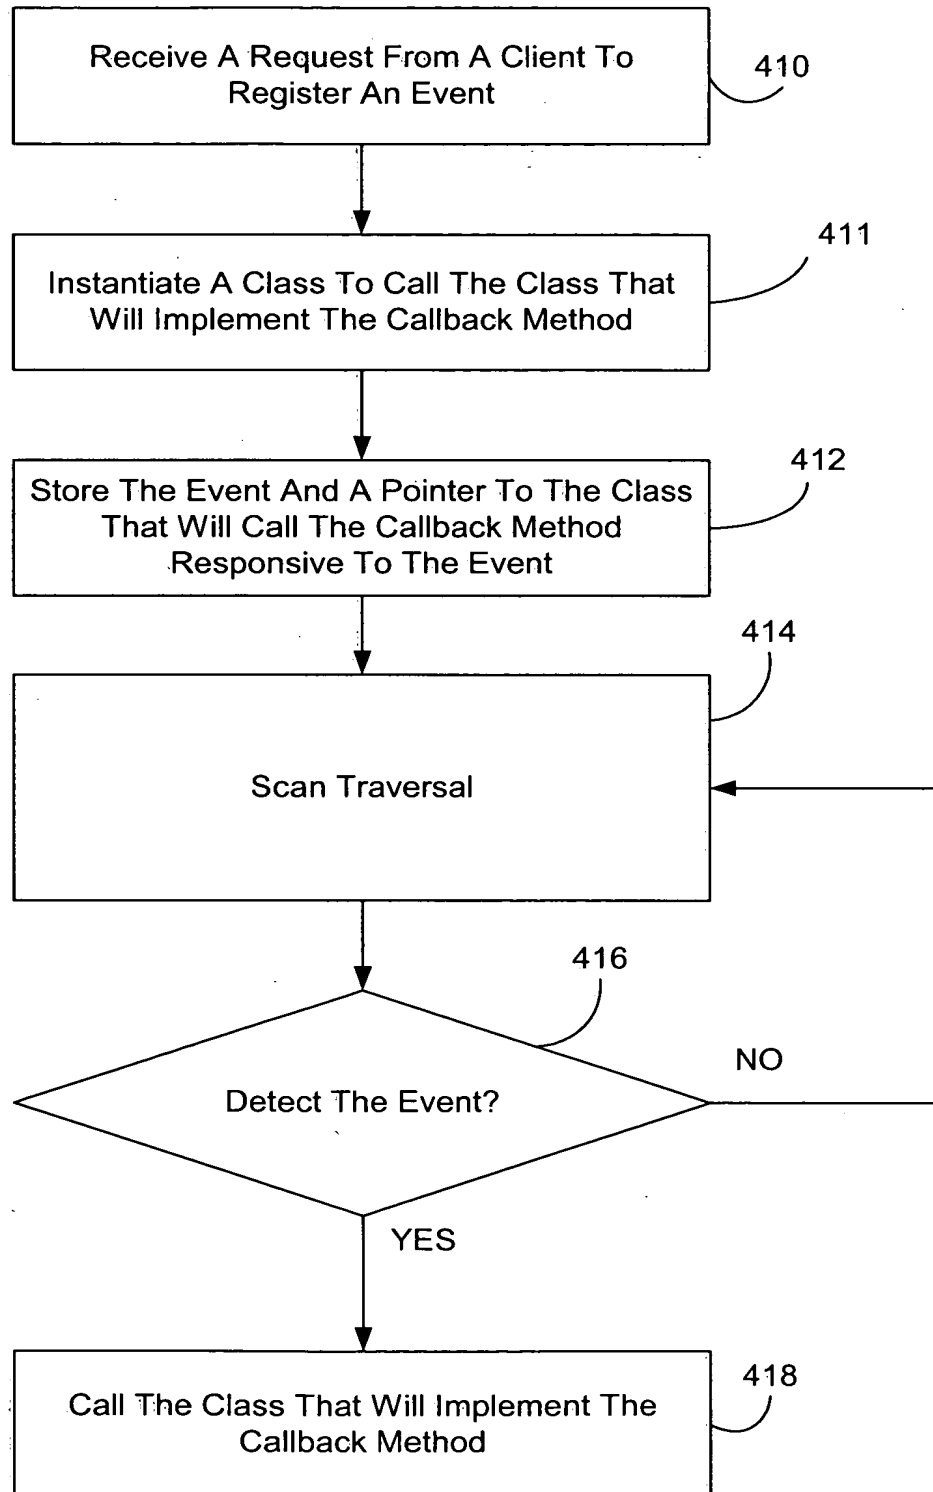 Receive A Request From A Client To
Register An Event
410
411
Instantiate A Class To Call The Class That
Will Implement The Callback Method
412
Store The Event And A Pointer To The Class
That Will Call The Callback Method
Responsive To The Event
414
Scan Traversal
416
NO
Detect The Event?
YES
418
Call The Class That Will Implement The
Callback Method